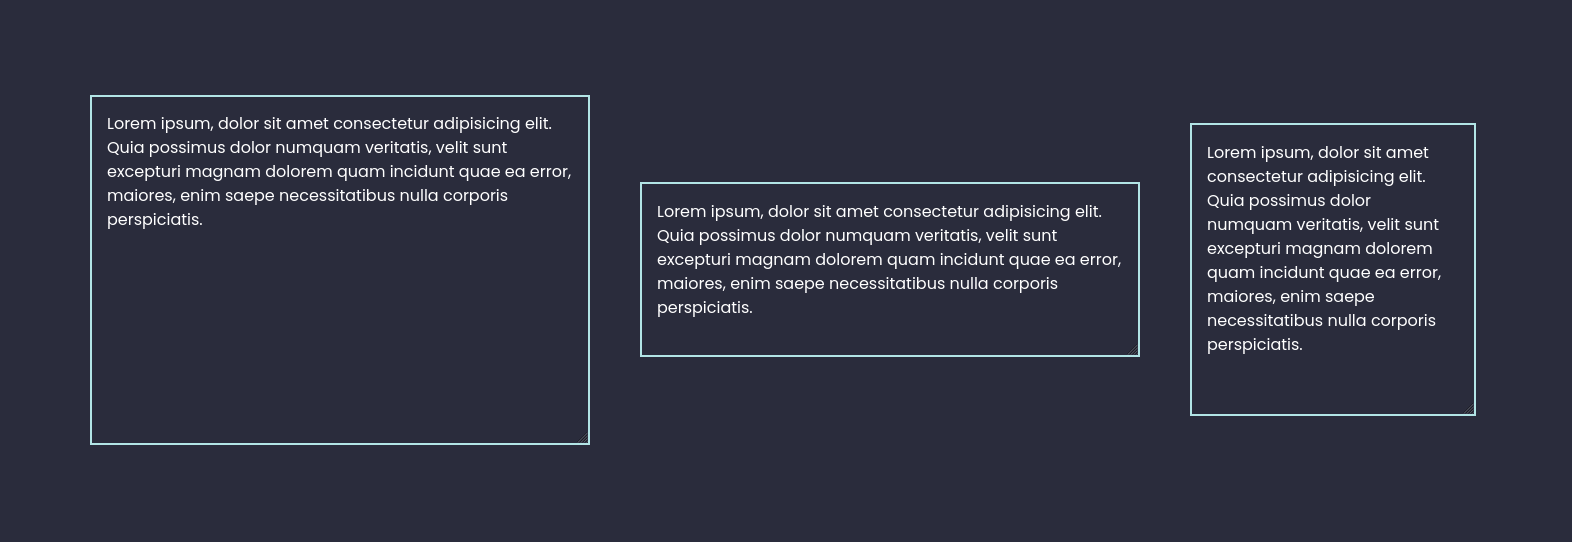 Lorem ipsum, dolor sit amet consectetur adipisicing elit.
Quia possimus dolor numquam veritatis, velit sunt
excepturi magnam dolorem quam incidunt quae ea error,
maiores, enim saepe necessitatibus nulla corporis
perspiciatis.
Lorem ipsum, dolor sit amet consectetur adipisicing elit.
Quia possimus dolor numquam veritatis, velit sunt
excepturi magnam dolorem quam incidunt quae ea error,
maiores, enim saepe necessitatibus nulla corporis
perspiciatis.
Lorem ipsum, dolor sit amet
consectetur adipisicing elit.
Quia possimus dolor
numquam veritatis, velit sunt
excepturi magnam dolorem
quam incidunt quae ea error,
maiores, enim saepe
necessitatibus nulla corporis
perspiciatis.